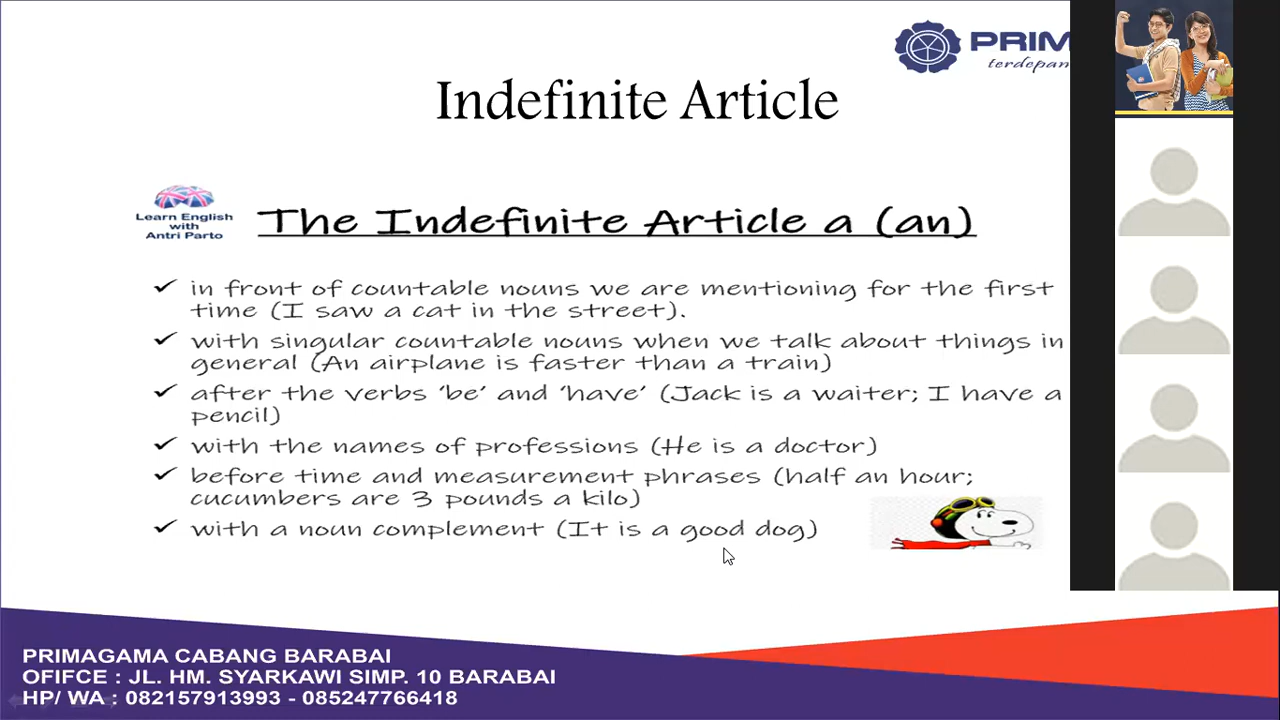 PRIM
terdepan
Indefinite Article
Learn English
with
Antri Parto
The Indefinite Article a (an)
✓ in front of countable nouns we are mentioning for the first
time (I saw a cat in the street).
✓ with singular countable nouns when we talk about things in
general (An airplane is faster than a train)
✓ after the verbs ‘be’ and ‘have’ (Jack is a waiter; I have a
pencil)
✓ with the names of professions (He is a doctor)
✓ before time and measurement phrases (half an hour;
cucumbers are 3 pounds a kilo)
✓ with a noun complement (It is a good dog)
PRIMAGAMA CABANG BARABAI
OFIFCE : JL. HM. SYARKAWI SIMP. 10 BARABAI
HP/ WA : 082157913993 - 085247766418